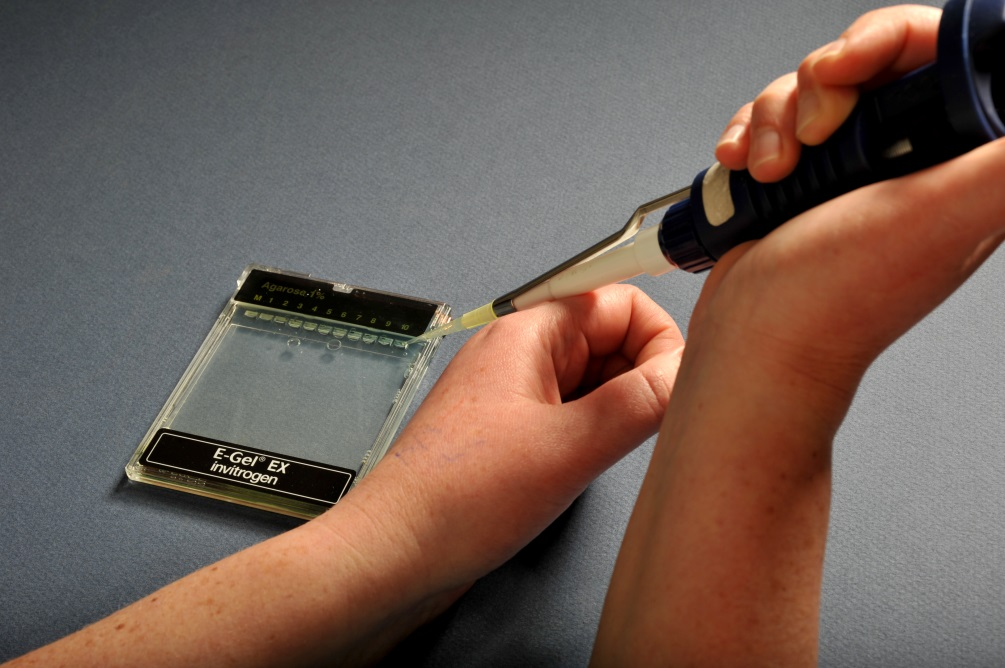 Agarose 1%
M 1 2 3 4 5 6 7 8 9 10
E-Gel® EX
invitrogen